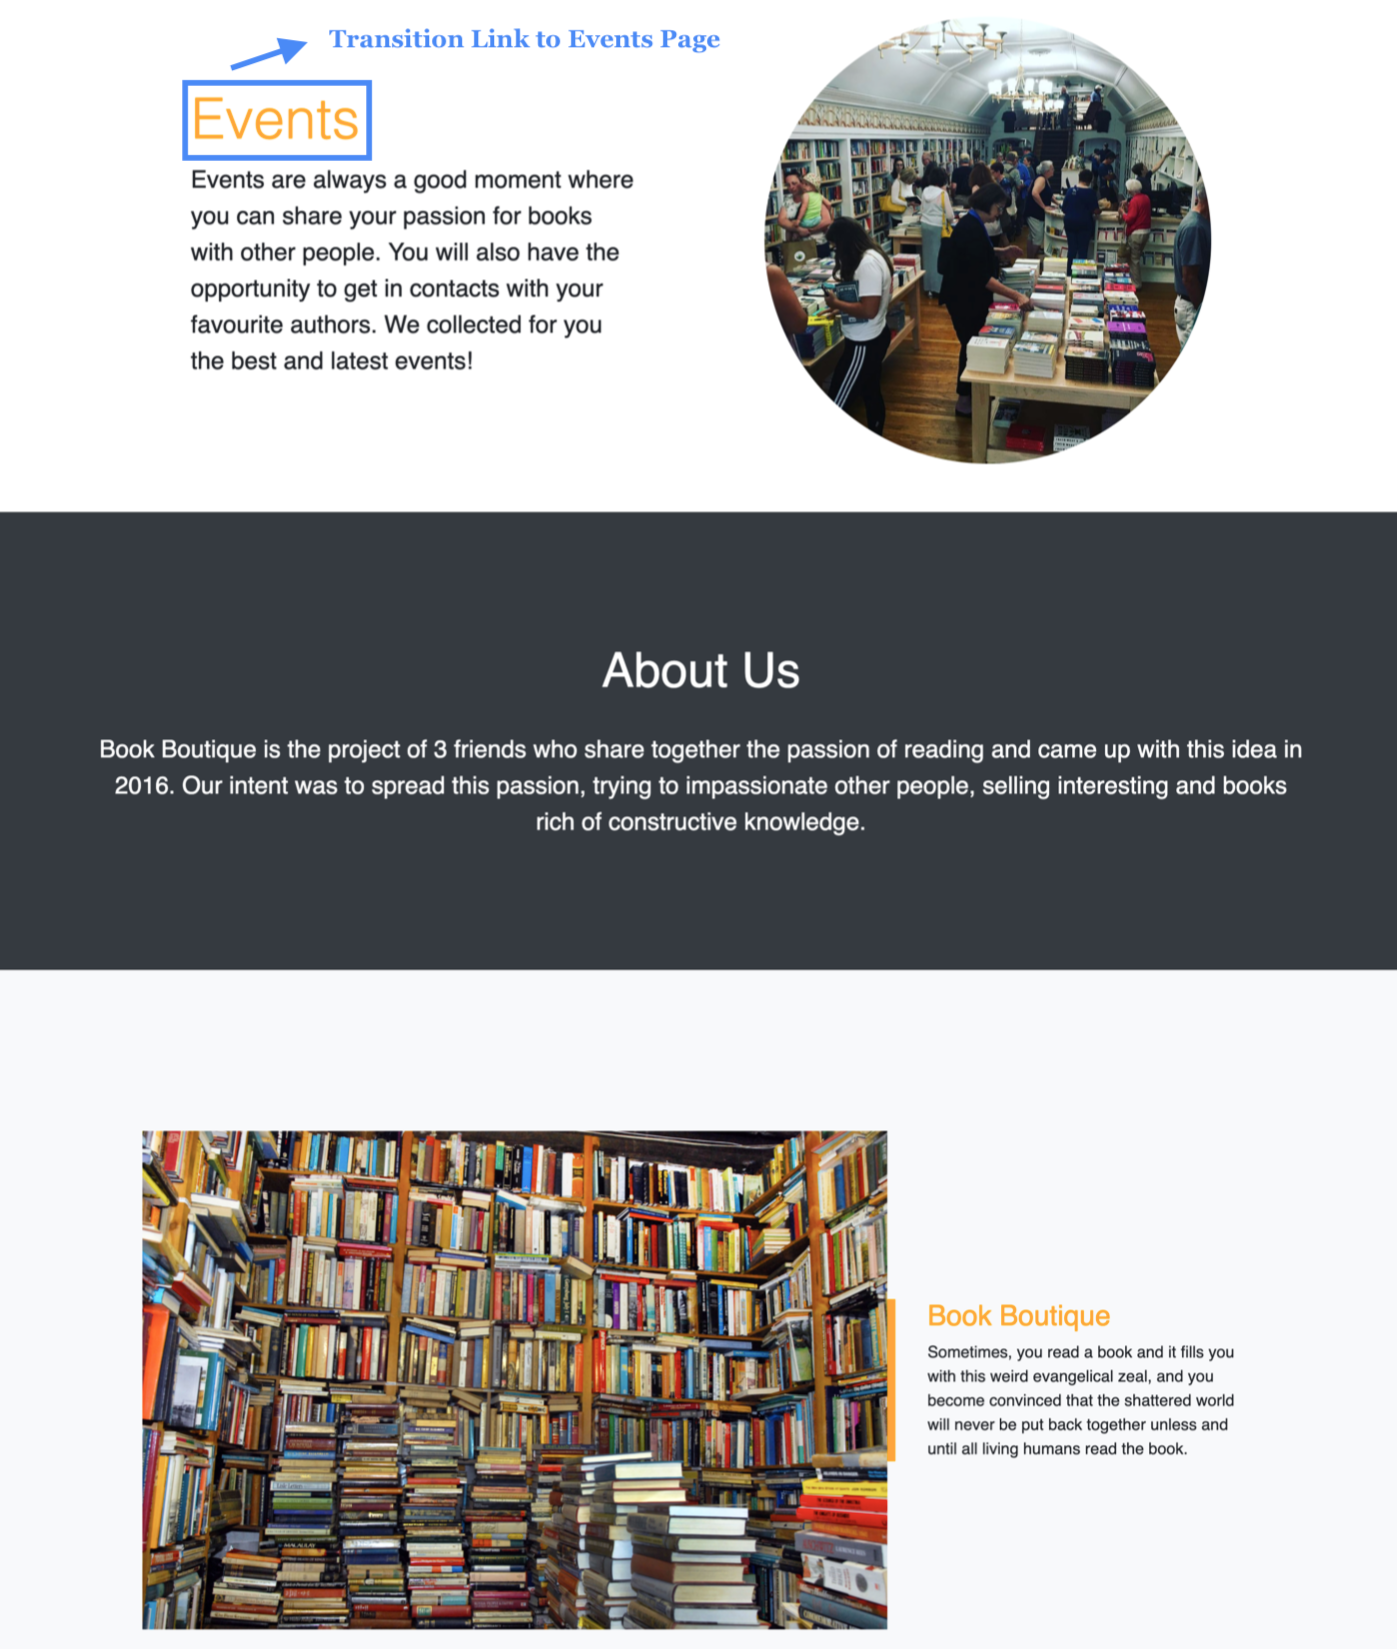 Transition Link to Events Page
Events
Events are always a good moment where
you can share your passion for books
with other people. You will also have the
opportunity to get in contacts with your
favourite authors. We collected for you
the best and latest events!
About Us
Book Boutique is the project of 3 friends who share together the passion of reading and came up with this idea in
2016. Our intent was to spread this passion, trying to impassionate other people, selling interesting and books
rich of constructive knowledge.
Book Boutique
Sometimes, you read a book and it fills you
with this weird evangelical zeal, and you
become convinced that the shattered world
will never be put back together unless and
until all living humans read the book.